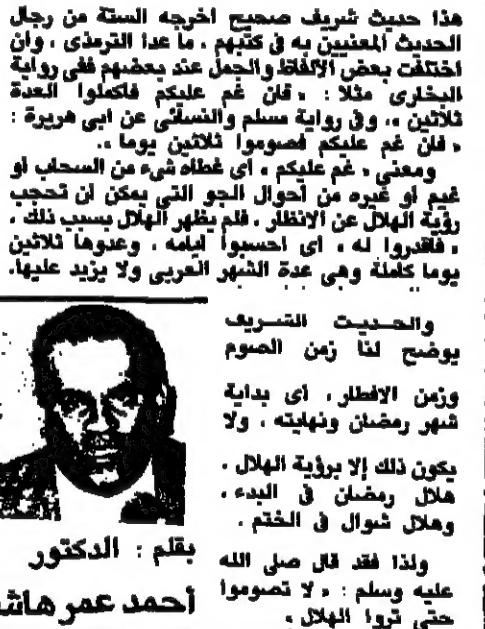 هذا حديث شريف صحيح أخرجه الستة من رجال
الحديث المعنيين به في كتبهم ، ما عدا الترمذى ، وان
اختلفت بعض الألفاظ والجمل عند بعضهم ففى رواية
البخارى مثلا : « فان غم عليكم فاكملوا العدة
ثلاثين » . وفى رواية مسلم والنسائى عن ابى هريرة :
« فان غم عليكم فصوموا ثلاثين يوما » .
ومعنى « غم عليكم » اى غطاه شىء من السحاب أو
غيم أو غيره من أحوال الجو التى يمكن أن تحجب
رؤية الهلال عن الانظار ، فلم يظهر الهلال بسبب ذلك ،
« فاقدروا له » اى احسبوا ايامه ، وعدوها ثلاثين
يوما كاملة وهى عدة الشهر العربى ولا يزيد عليها .
والحديث الشريف
يوضح لنا زمن الصوم
وزمن الافطار ، اى بداية
شهر رمضان ونهايته ، ولا
يكون ذلك إلا برؤية الهلال ،
هلال رمضان فى البدء ،
وهلال شوال فى الختم .
ولذا فقد قال صلى الله
عليه وسلم : « لا تصوموا
حتى تروا الهلال »
بقلم : الدكتور
أحمد عمر هاش